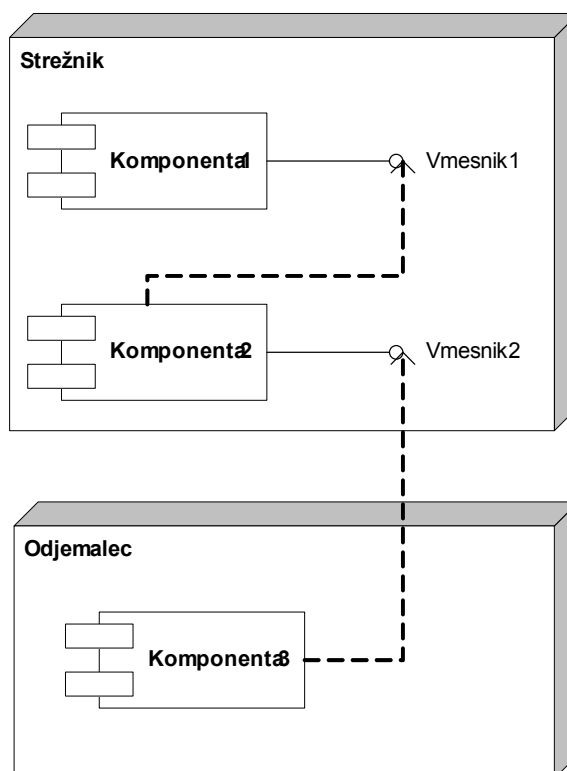 Strežnik
Komponenta1
Vmesnik1
Komponenta2
Vmesnik2
Odjemalec
Komponenta3